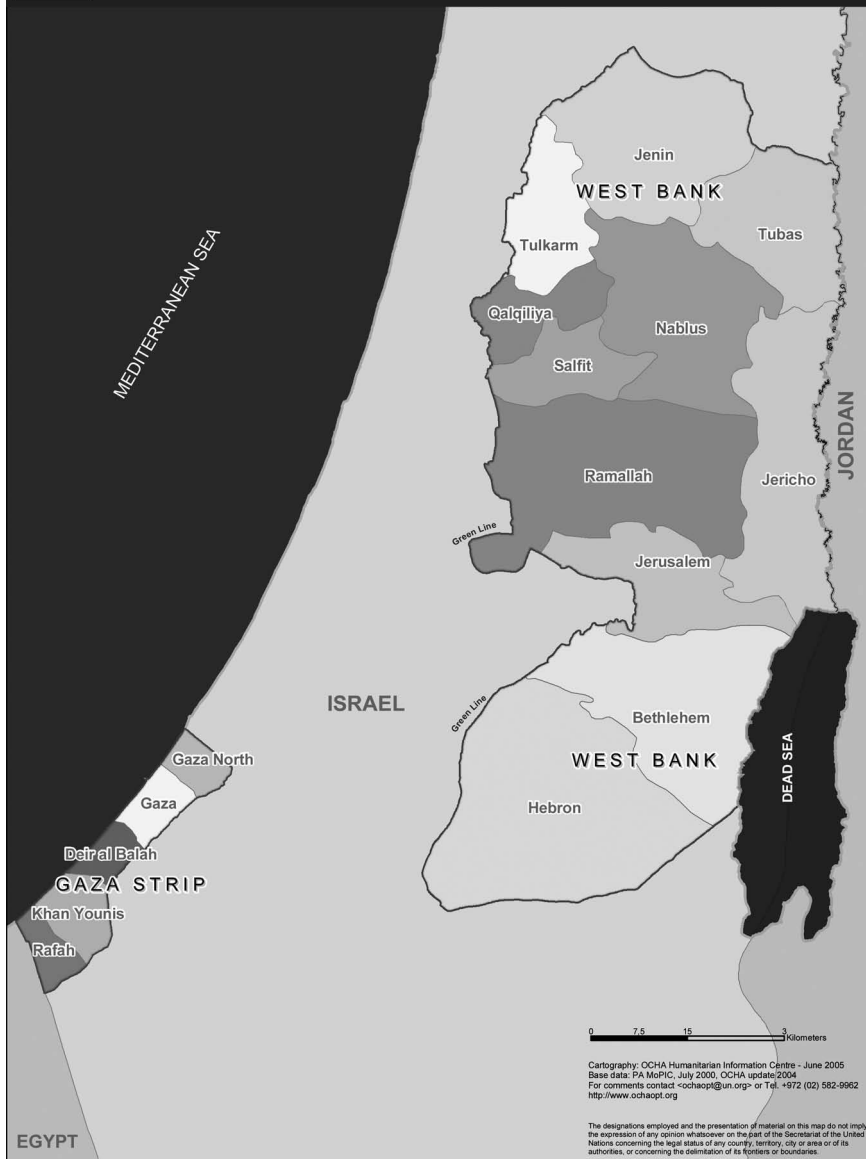 Jenin
WEST BANK
Tubas
Tulkarm
MEDITERRANEAN SEA
Qalqiliya
Nablus
Salfit
JORDAN
Ramallah
Jericho
Green Line
Jerusalem
ISRAEL
Green Line
Bethlehem
WEST BANK
DEAD SEA
Gaza North
Gaza
Hebron
Deir al Balah
GAZA STRIP
Khan Younis
Rafah
0 7.5 15 3
Kilometers
Cartography: OCHA Humanitarian Information Centre - June 2005
Base data: PA MoPIC, July 2000, OCHA update 2004
For comments contact <ochaopt@un.org> or Tel. +972 (02) 582-9962
http://www.ochaopt.org
The designations employed and the presentation of material on this map do not imply
the expression of any opinion whatsoever on the part of the Secretariat of the United
Nations concerning the legal status of any country, territory, city or area or of its
authorities, or concerning the delimitation of its frontiers or boundaries.
EGYPT